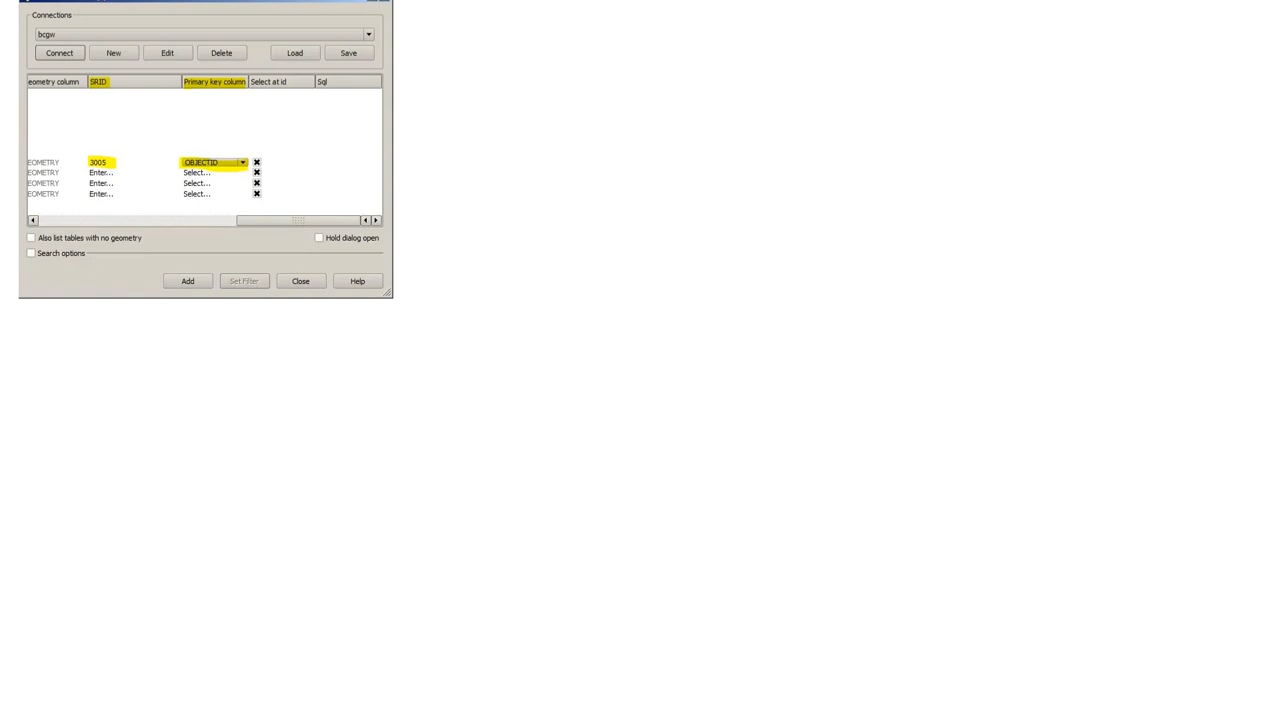 Connections
bcgw
Connect New Edit Delete Load Save
eometry column SRID Primary key column Select at id Sql
EOMETRY 3005 OBJECTID
EOMETRY Enter... Select...
EOMETRY Enter... Select...
EOMETRY Enter... Select...
Also list tables with no geometry Hold dialog open
Search options
Add Set Filter Close Help